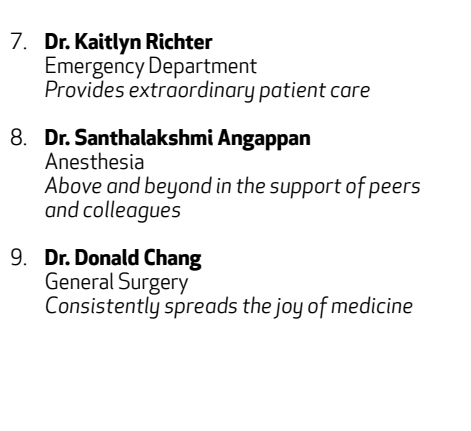 7. Dr. Kaitlyn Richter
Emergency Department
Provides extraordinary patient care
8. Dr. Santhalakshmi Angappan
Anesthesia
Above and beyond in the support of peers
and colleagues
9. Dr. Donald Chang
General Surgery
Consistently spreads the joy of medicine